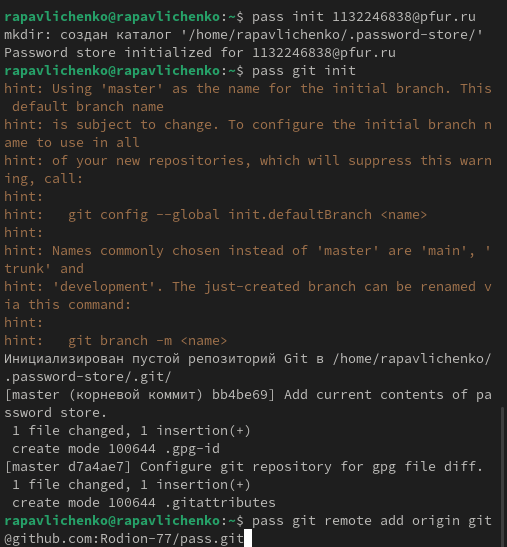 rapavlichenko@rapavlichenko:~$ pass init 1132246838@pfur.ru
mkdir: создан каталог '/home/rapavlichenko/.password-store/'
Password store initialized for 1132246838@pfur.ru
rapavlichenko@rapavlichenko:~$ pass git init
hint: Using 'master' as the name for the initial branch. This
 default branch name
hint: is subject to change. To configure the initial branch n
ame to use in all
hint: of your new repositories, which will suppress this warn
ing, call:
hint:
hint:   git config --global init.defaultBranch <name>
hint:
hint: Names commonly chosen instead of 'master' are 'main', '
trunk' and
hint: 'development'. The just-created branch can be renamed v
ia this command:
hint:
hint:   git branch -m <name>
Инициализирован пустой репозиторий Git в /home/rapavlichenko/
.password-store/.git/
[master (корневой коммит) bb4be69] Add current contents of pa
ssword store.
 1 file changed, 1 insertion(+)
 create mode 100644 .gpg-id
[master d7a4ae7] Configure git repository for gpg file diff.
 1 file changed, 1 insertion(+)
 create mode 100644 .gitattributes
rapavlichenko@rapavlichenko:~$ pass git remote add origin git
@github.com:Rodion-77/pass.git